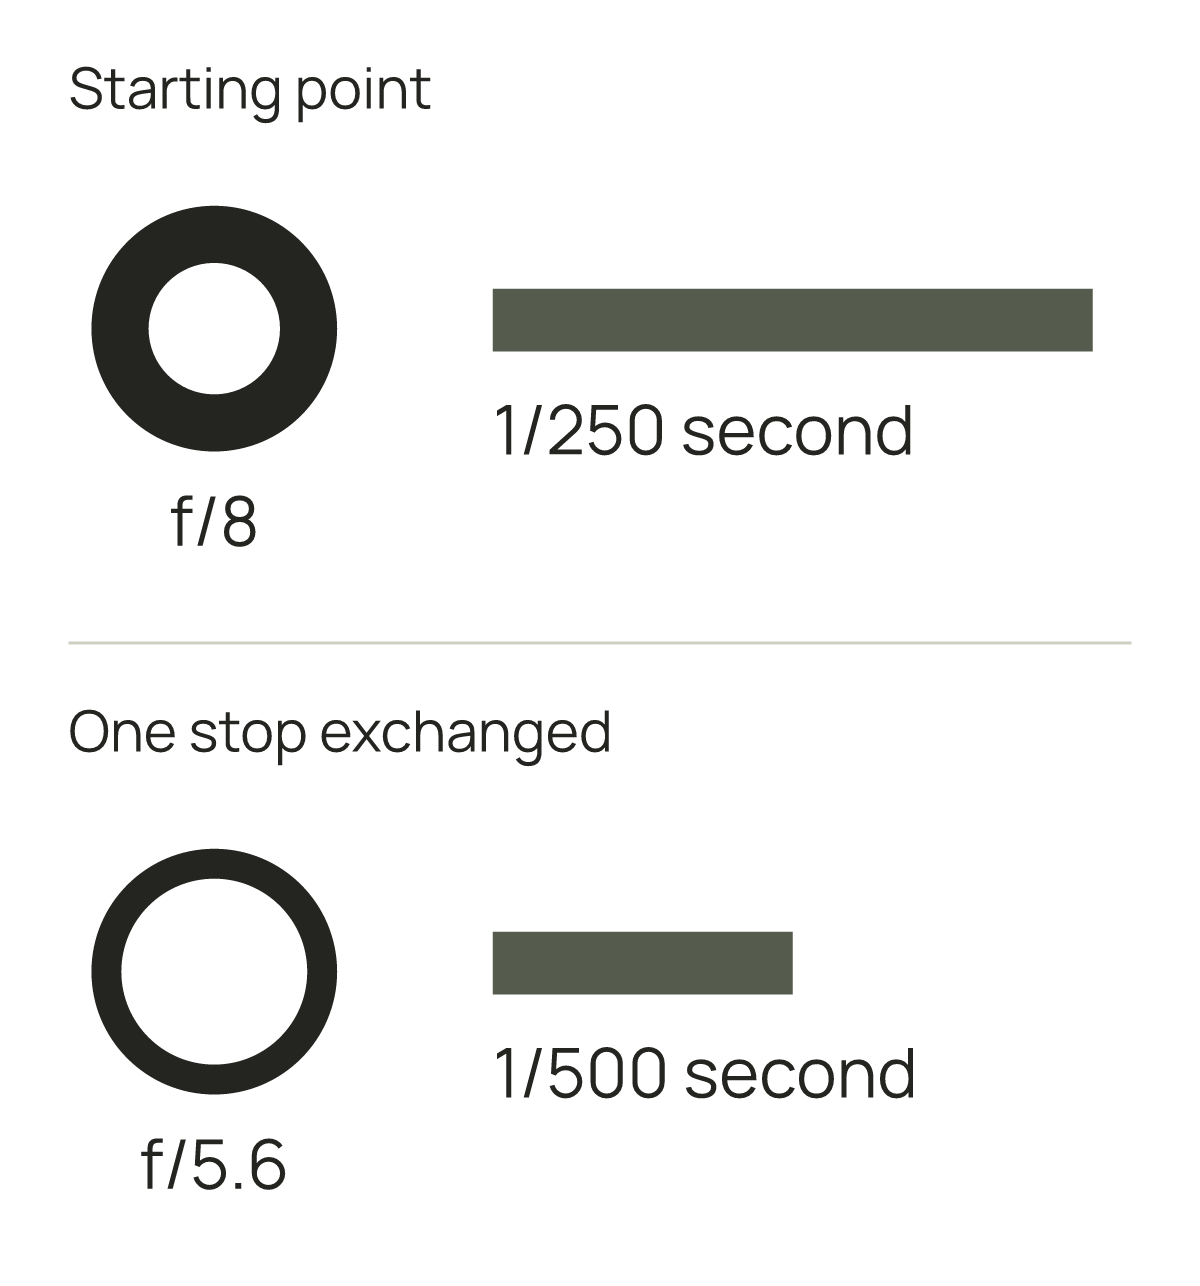 Starting point
1/250 second
f/8
One stop exchanged
1/500 second
f/5.6